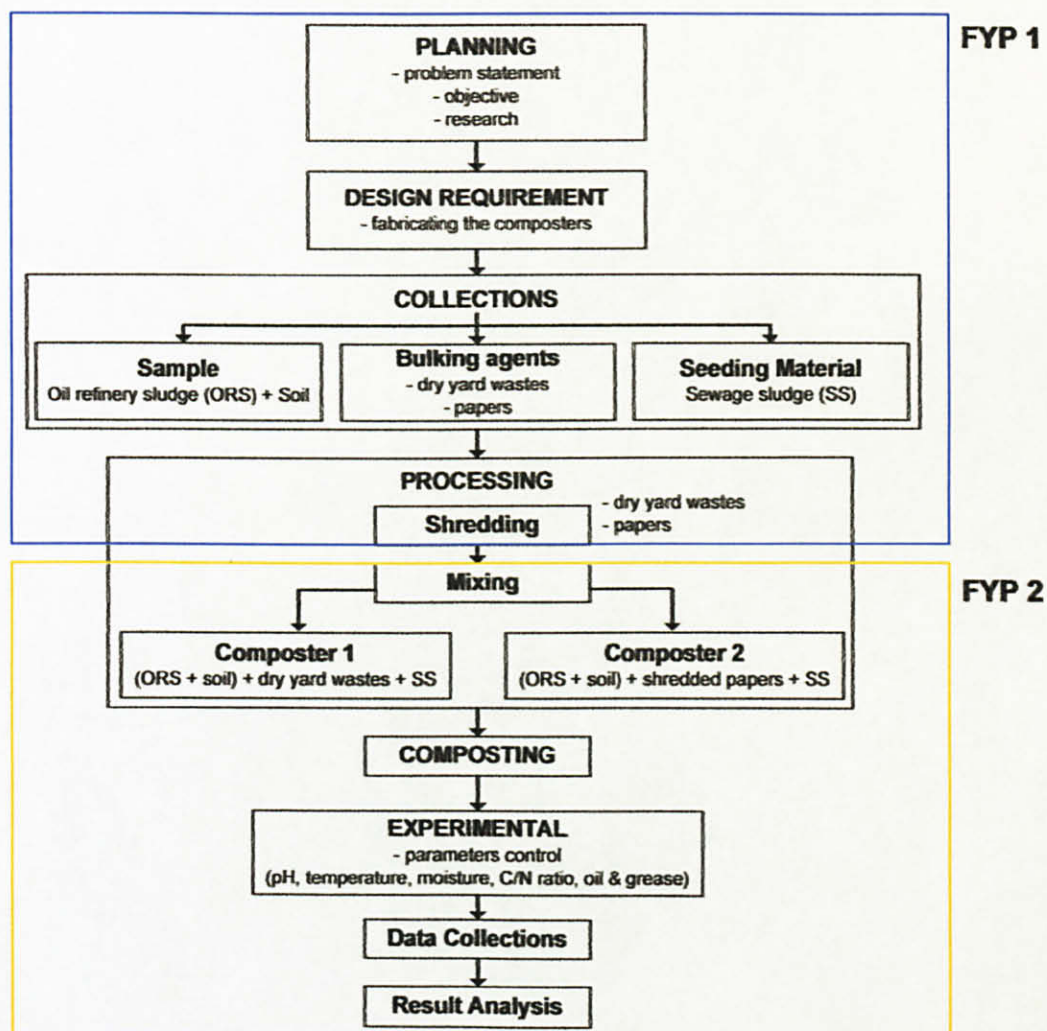 FYP 1
PLANNING
- problem statement
- objective
- research
DESIGN REQUIREMENT
- fabricating the composters
COLLECTIONS
Sample
Oil refinery sludge (ORS) + Soil
Bulking agents
- dry yard wastes
- papers
Seeding Material
Sewage sludge (SS)
PROCESSING
Shredding
- dry yard wastes
- papers
FYP 2
Mixing
Composter 1
(ORS + soil) + dry yard wastes + SS
Composter 2
(ORS + soil) + shredded papers + SS
COMPOSTING
EXPERIMENTAL
- parameters control
(pH, temperature, moisture, C/N ratio, oil & grease)
Data Collections
Result Analysis